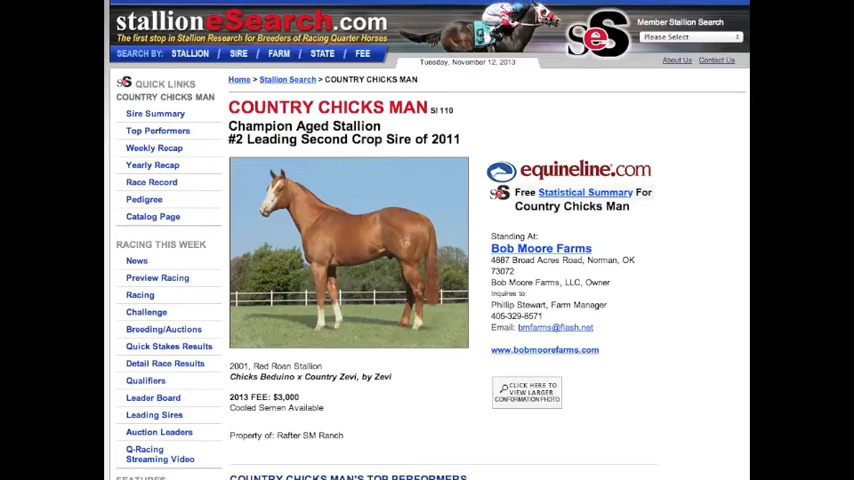 stallioneSearch.com
The first stop in Stallion Research for Breeders of Racing Quarter Horses
SeS
Member Stallion Search
Please Select
SEARCH BY: STALLION / SIRE / FARM / STATE / FEE
Tuesday, November 12, 2013
About Us Contact Us
SeS QUICK LINKS
COUNTRY CHICKS MAN
Sire Summary
Top Performers
Weekly Recap
Yearly Recap
Race Record
Pedigree
Catalog Page
RACING THIS WEEK
News
Preview Racing
Racing
Challenge
Breeding/Auctions
Quick Stakes Results
Detail Race Results
Qualifiers
Leader Board
Leading Sires
Auction Leaders
Q-Racing
Streaming Video
FEATURES
Home > Stallion Search > COUNTRY CHICKS MAN
COUNTRY CHICKS MAN SI 110
Champion Aged Stallion
#2 Leading Second Crop Sire of 2011
2001, Red Roan Stallion
Chicks Beduino x Country Zevi, by Zevi
2013 FEE: $3,000
Cooled Semen Available
Property of: Rafter SM Ranch
equineline.com
SeS Free Statistical Summary For
Country Chicks Man
Standing At:
Bob Moore Farms
4887 Broad Acres Road, Norman, OK
73072
Bob Moore Farms, LLC, Owner
Inquires to:
Phillip Stewart, Farm Manager
405-329-8571
Email: bmfarms@flash.net
www.bobmoorefarms.com
CLICK HERE TO
VIEW LARGER
CONFORMATION PHOTO
COUNTRY CHICKS MAN'S TOP PERFORMERS